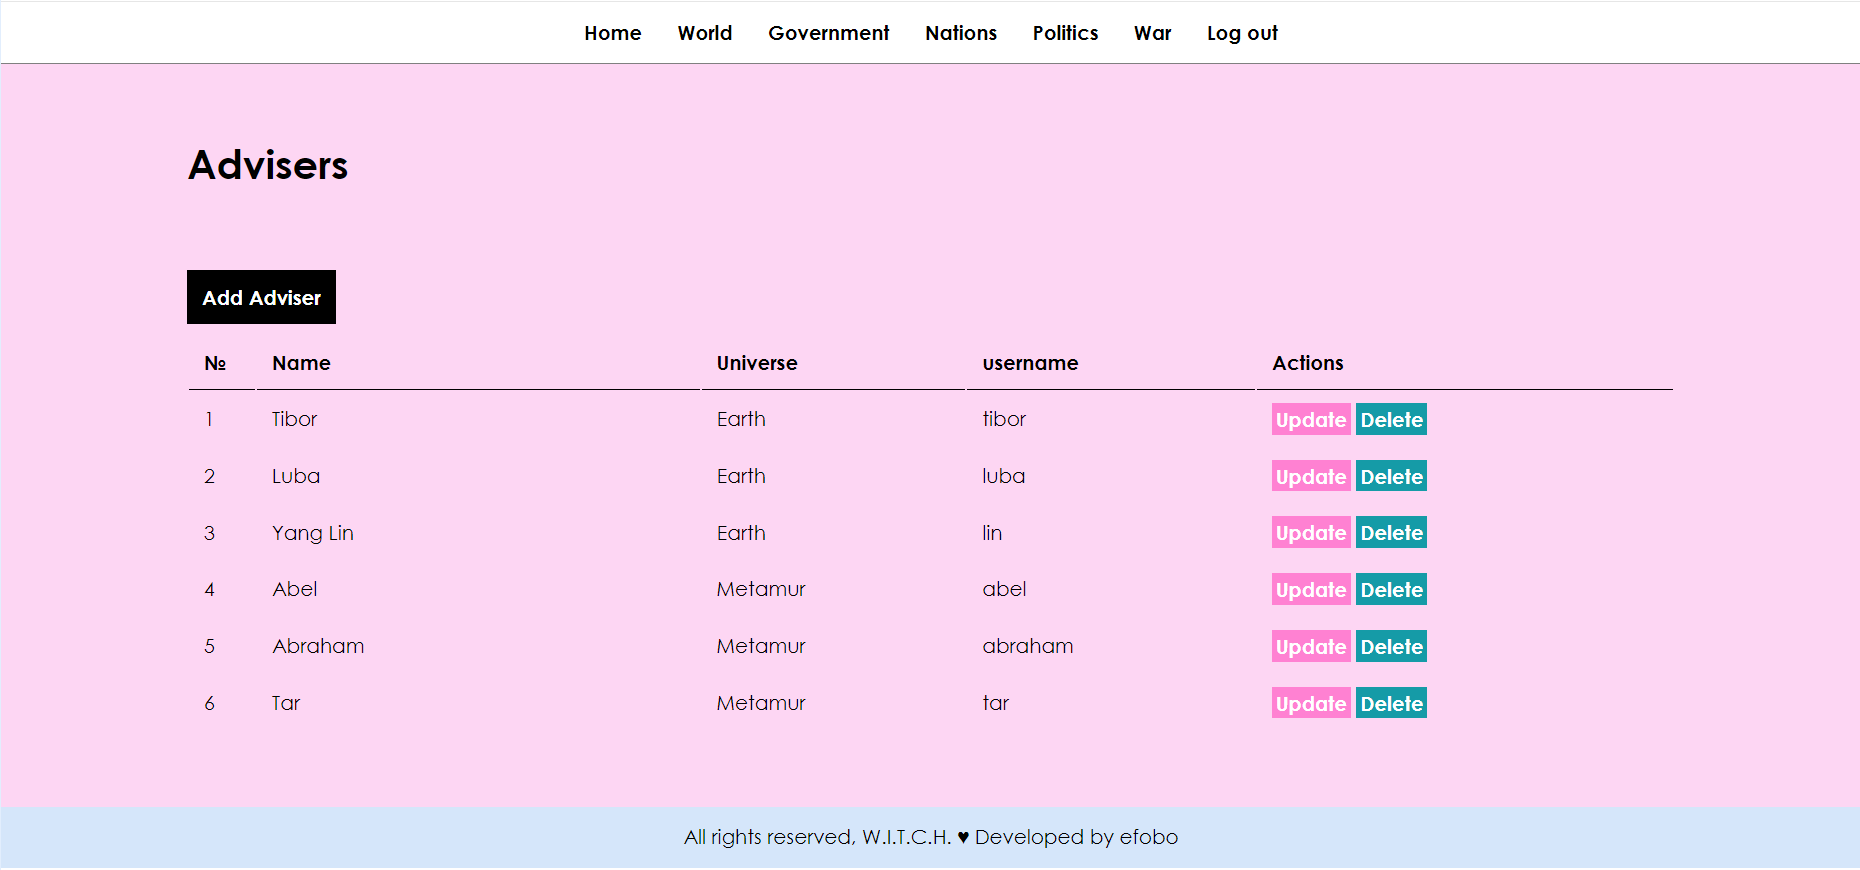 Home World Government Nations Politics War Log out
Advisers
Add Adviser
№ Name Universe username Actions
1 Tibor Earth tibor Update Delete
2 Luba Earth luba Update Delete
3 Yang Lin Earth lin Update Delete
4 Abel Metamur abel Update Delete
5 Abraham Metamur abraham Update Delete
6 Tar Metamur tar Update Delete
All rights reserved, W.I.T.C.H. ♥ Developed by efobo